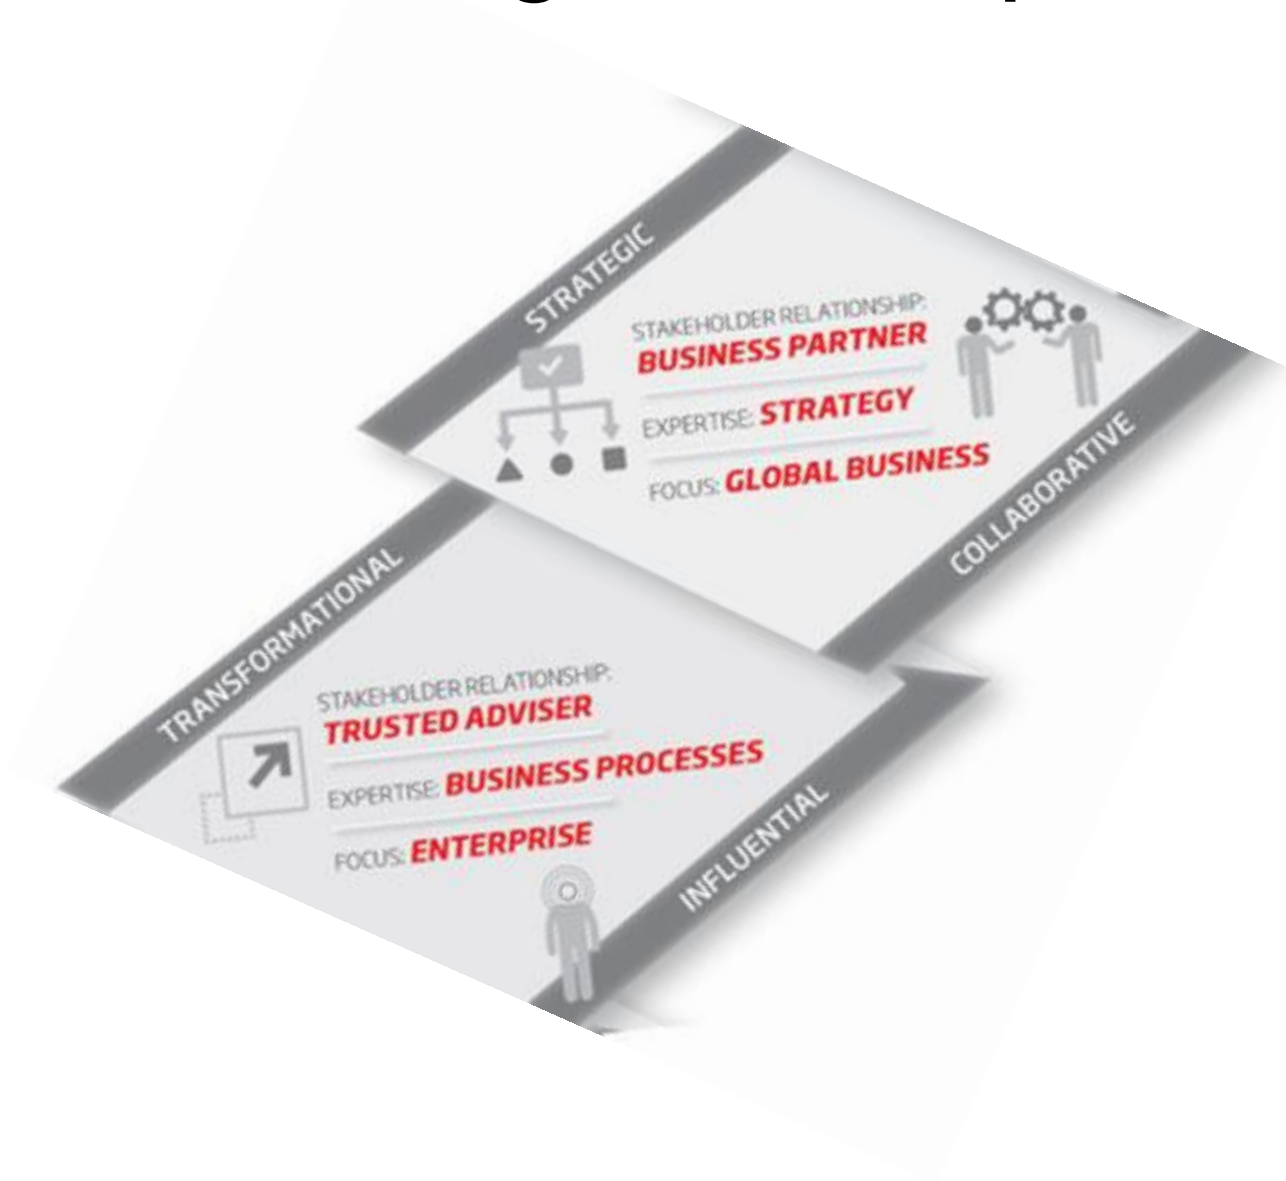 STRATEGIC
STAKEHOLDER RELATIONSHIP:
BUSINESS PARTNER
EXPERTISE: STRATEGY
FOCUS: GLOBAL BUSINESS
COLLABORATIVE
TRANSFORMATIONAL
STAKEHOLDER RELATIONSHIP:
TRUSTED ADVISER
EXPERTISE: BUSINESS PROCESSES
FOCUS: ENTERPRISE
INFLUENTIAL